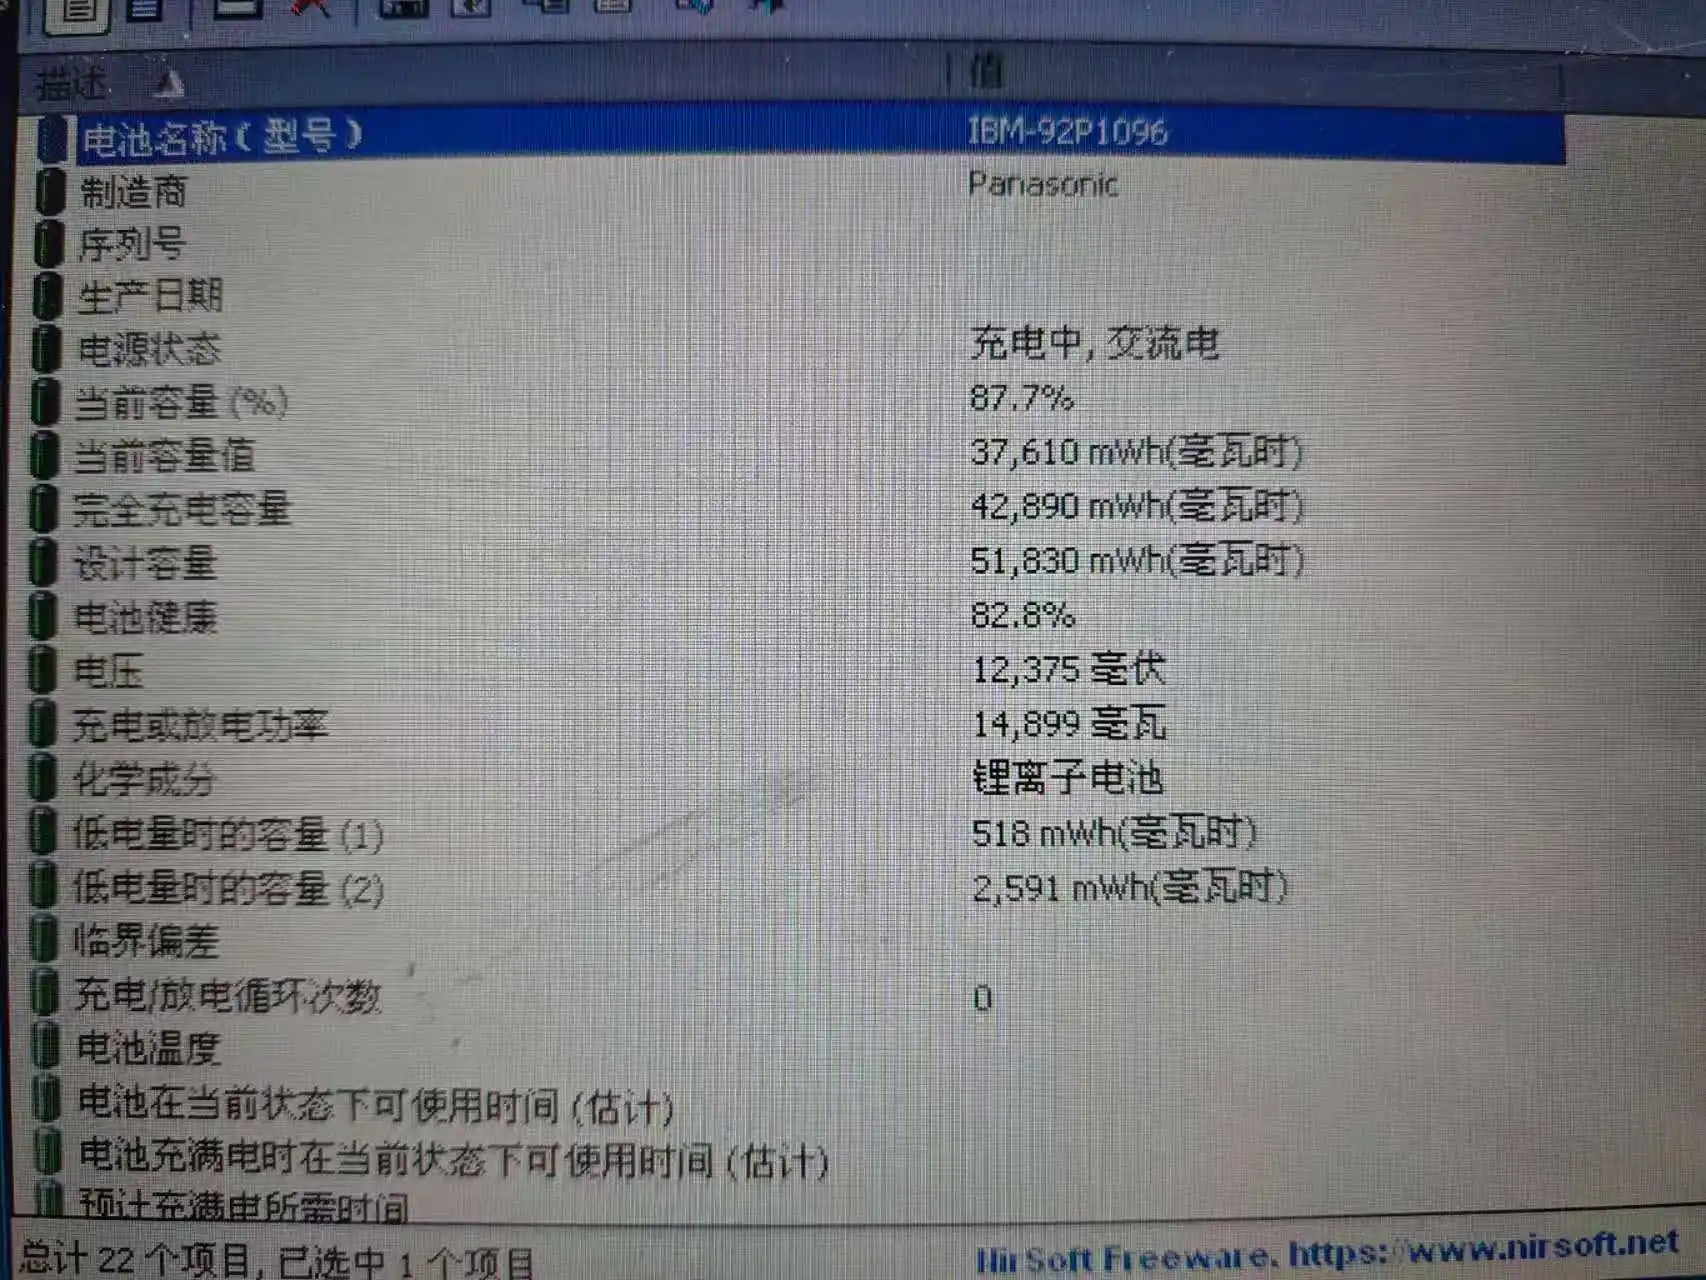 描述 值
电池名称(型号) IBM-92P1096
制造商 Panasonic
序列号
生产日期
电源状态 充电中, 交流电
当前容量 (%) 87.7%
当前容量值 37,610 mWh(毫瓦时)
完全充电容量 42,890 mWh(毫瓦时)
设计容量 51,830 mWh(毫瓦时)
电池健康 82.8%
电压 12,375 毫伏
充电或放电功率 14,899 毫瓦
化学成分 锂离子电池
低电量时的容量 (1) 518 mWh(毫瓦时)
低电量时的容量 (2) 2,591 mWh(毫瓦时)
临界偏差
充电/放电循环次数 0
电池温度
电池在当前状态下可使用时间 (估计)
电池充满电时在当前状态下可使用时间 (估计)
预计充满电所需时间
总计 22 个项目, 已选中 1 个项目 NirSoft Freeware. https://www.nirsoft.net